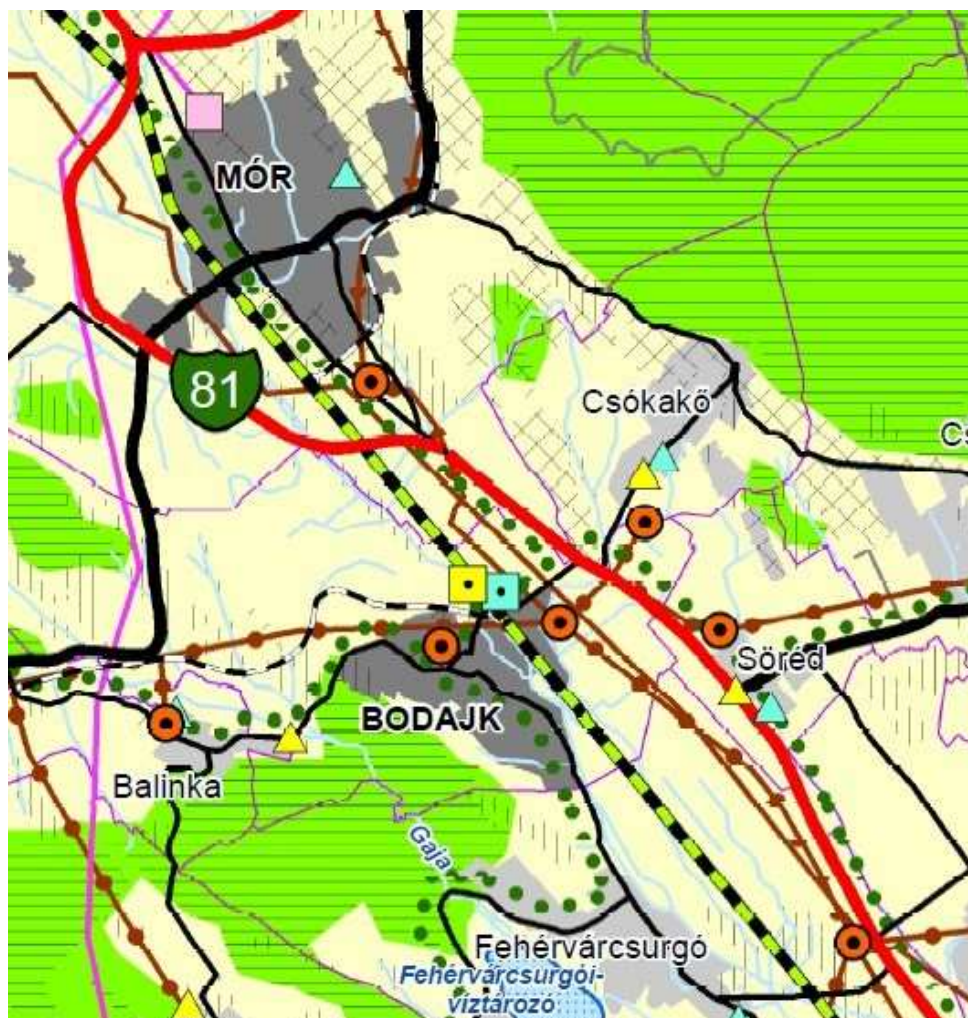 MÓR
81
Csókakő
Cs
Söréd
BODAJK
Balinka
Gaja
Fehérvárcsurgó
Fehérvárcsurgói-
víztározó